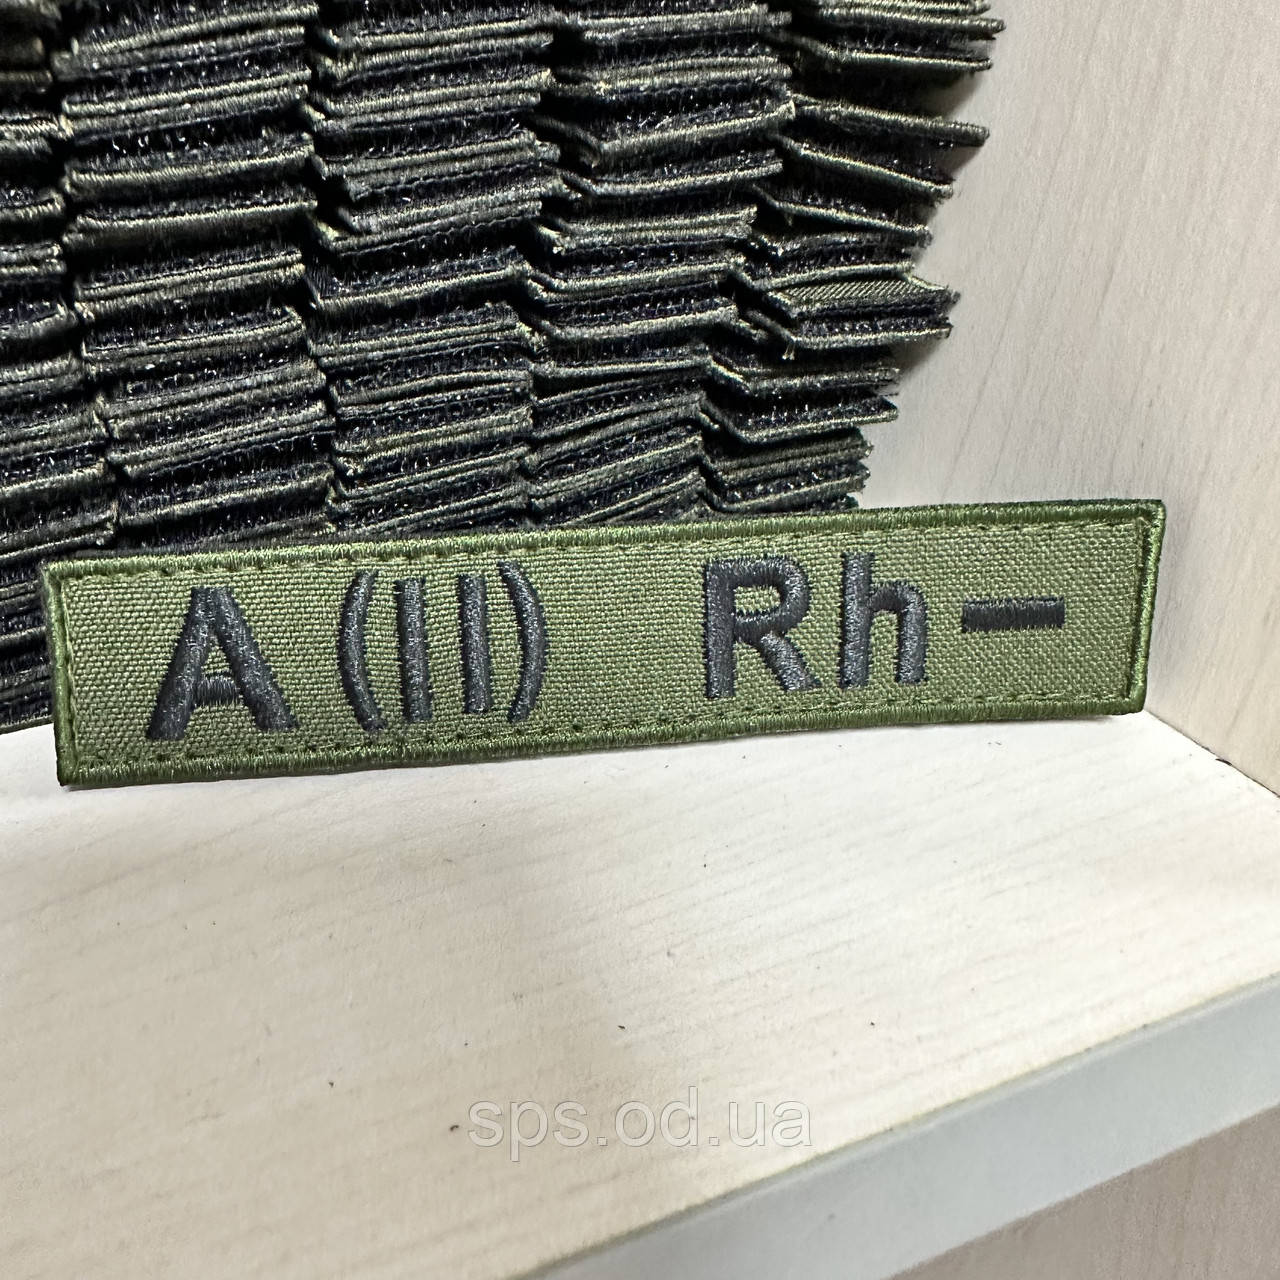 A (II) Rh -
sps.od.ua